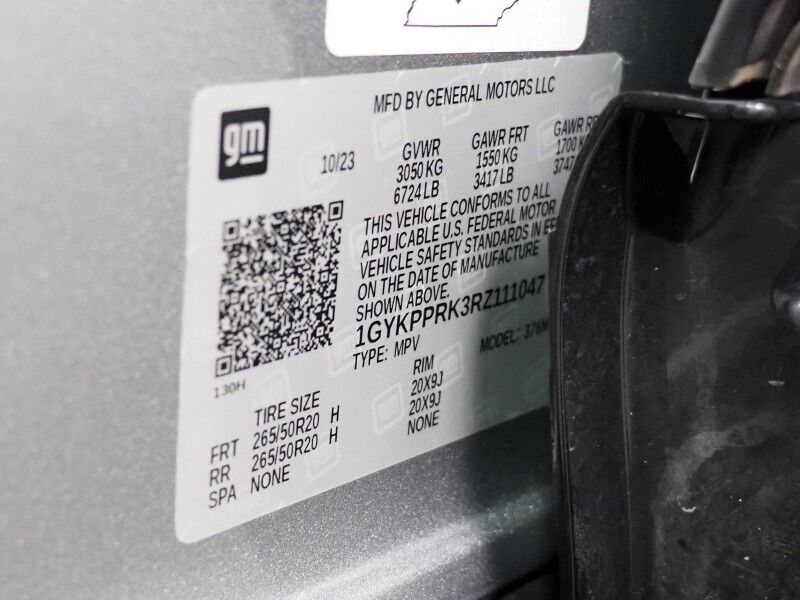 MFD BY GENERAL MOTORS LLC
gm
10/23
GVWR
3050 KG
6724 LB
GAWR FRT
1550 KG
3417 LB
GAWR
1700
3747
THIS VEHICLE CONFORMS TO ALL
APPLICABLE U.S. FEDERAL MOTOR
VEHICLE SAFETY STANDARDS IN
ON THE DATE OF MANUFACTURE
SHOWN ABOVE.
1GYKPPRK3RZ111047
TYPE: MPV
MODEL:
130H
TIRE SIZE
RIM
FRT 265/50R20 H 20X9J
RR 265/50R20 H 20X9J
SPA NONE NONE